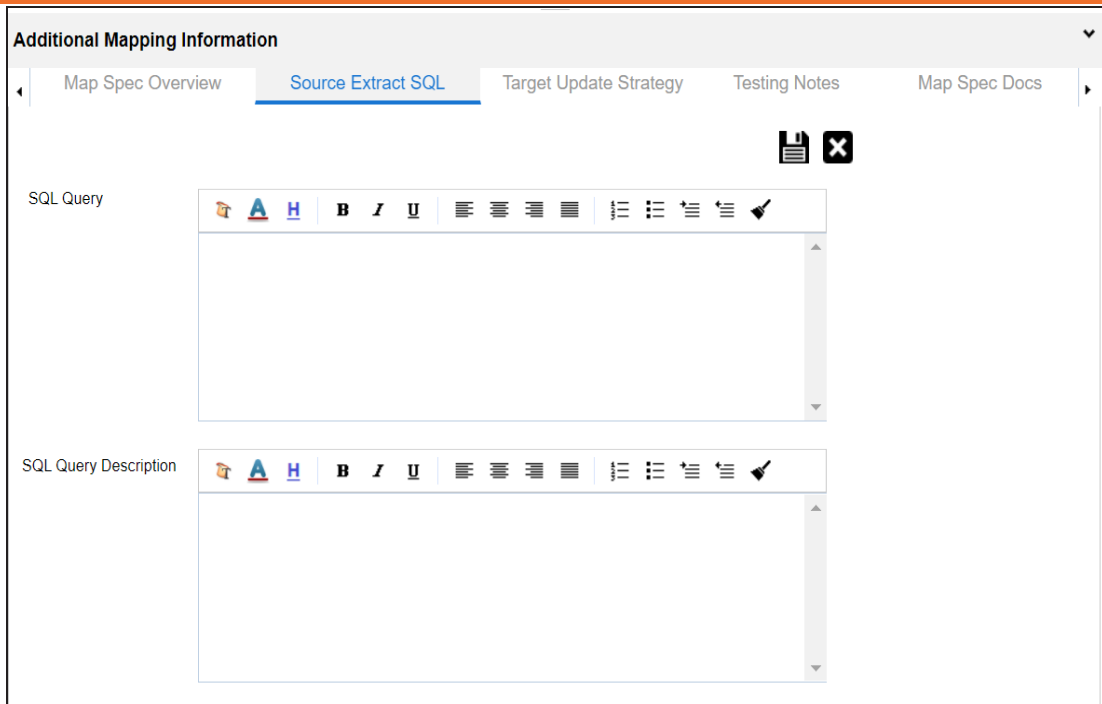 Additional Mapping Information
Map Spec Overview Source Extract SQL Target Update Strategy Testing Notes Map Spec Docs
SQL Query
A H B I U
SQL Query Description
A H B I U